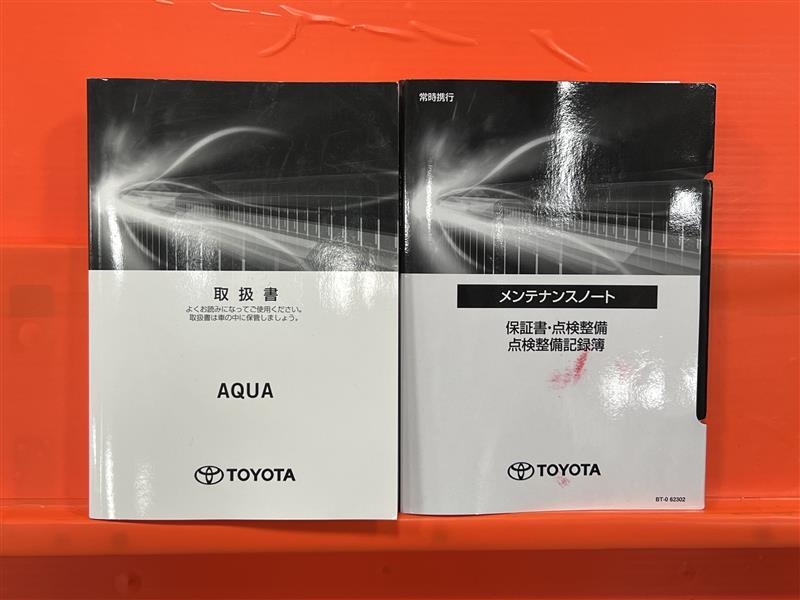 取扱書
よくお読みになってご使用ください。
取扱書は車の中に保管しましょう。
AQUA
TOYOTA
常時携行
メンテナンスノート
保証書・点検整備
点検整備記録簿
TOYOTA
BT-0 62302